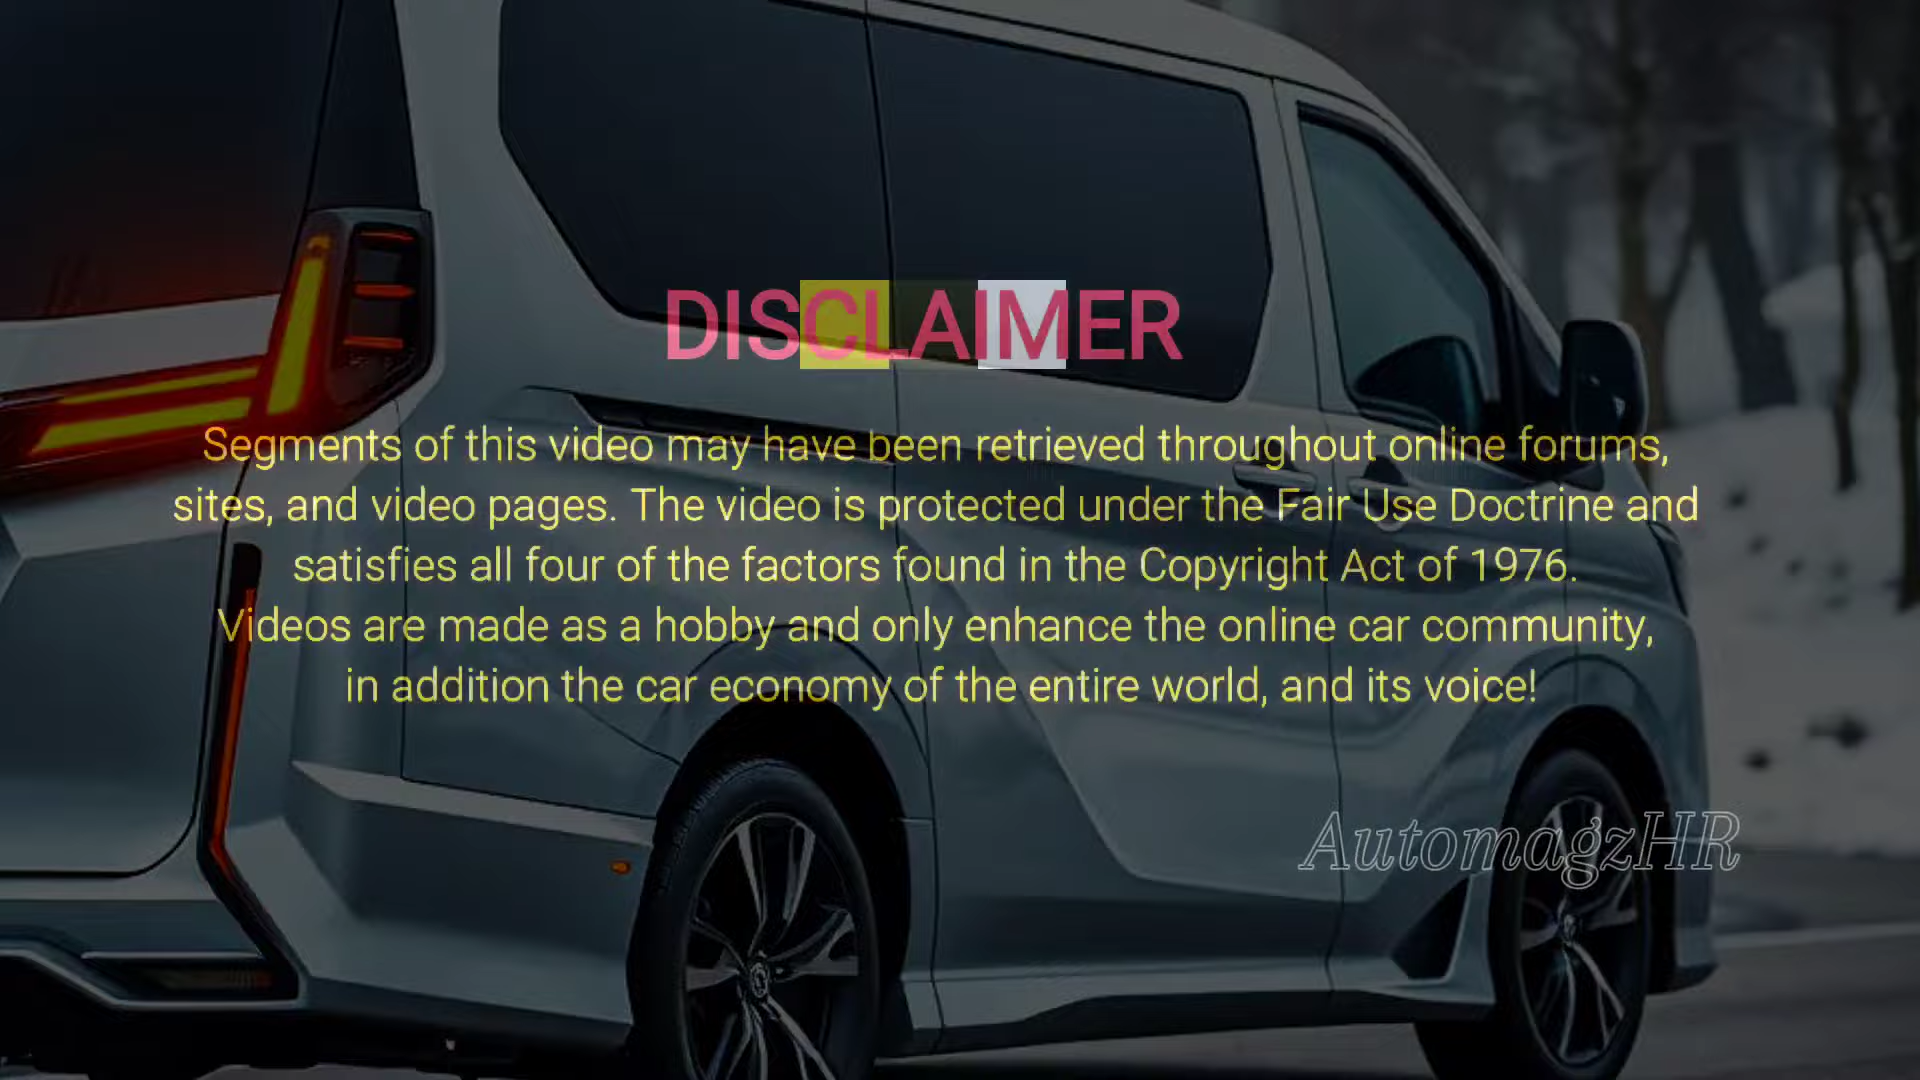 DISCLAIMER
Segments of this video may have been retrieved throughout online forums,
sites, and video pages. The video is protected under the Fair Use Doctrine and
satisfies all four of the factors found in the Copyright Act of 1976.
Videos are made as a hobby and only enhance the online car community,
in addition the car economy of the entire world, and its voice!
AutomagzHR